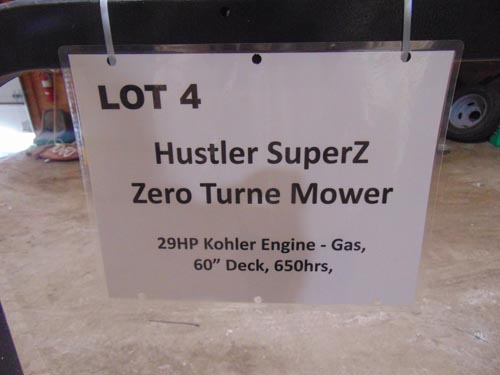 LOT 4
Hustler SuperZ
Zero Turne Mower
29HP Kohler Engine - Gas,
60” Deck, 650hrs,